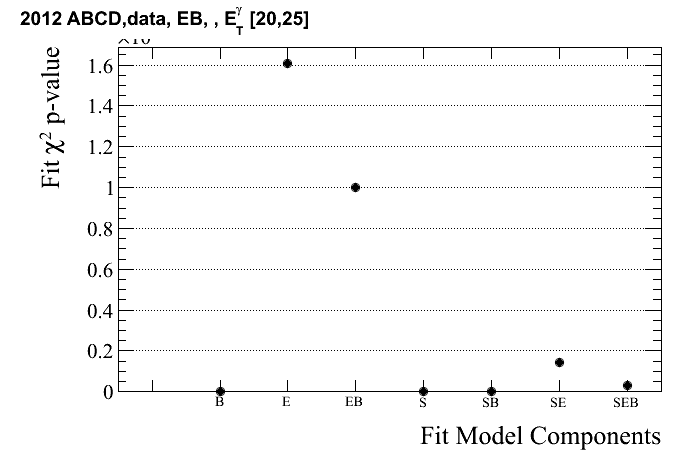 2012 ABCD,data, EB, , E_T^γ [20,25]
Fit χ² p-value
1.6
1.4
1.2
1
0.8
0.6
0.4
0.2
0
B E EB S SB SE SEB
Fit Model Components